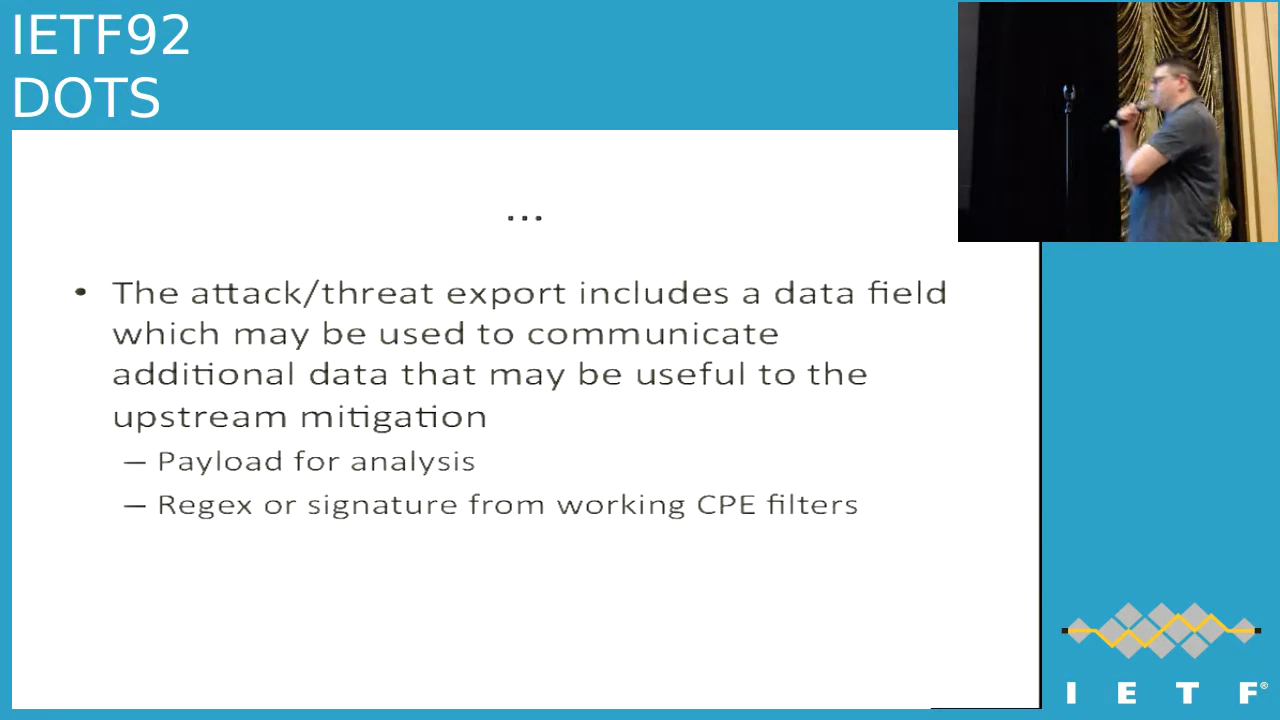 IETF92
DOTS
...
• The attack/threat export includes a data field
which may be used to communicate
additional data that may be useful to the
upstream mitigation
– Payload for analysis
– Regex or signature from working CPE filters
I E T F®